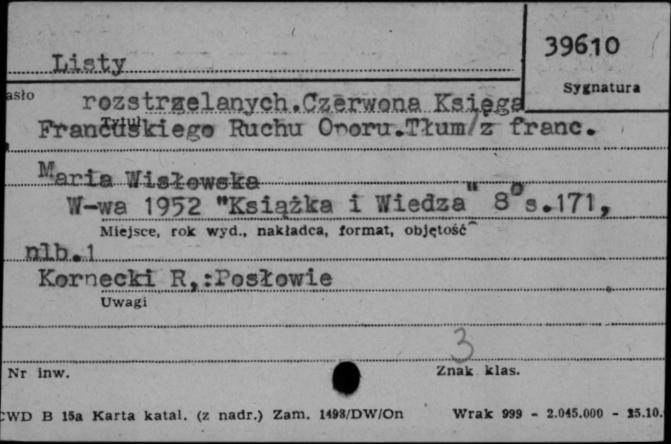 39610
Listy
Sygnatura
asło
rozstrzelanych.Czerwona Księga
Tytuł
Francuskiego Ruchu Oporu.Tłum/z franc.
Maria Wisłowska
W-wa 1952 "Książka i Wiedza" 8° s.171,
Miejsce, rok wyd., nakładca, format, objętość
nlb.1
Kornecki R,:Posłowie
Uwagi
3
Nr inw.
Znak klas.
CWD B 15a Karta katal. (z nadr.) Zam. 1498/DW/On Wrak 999 - 2.045.000 - 25.10.